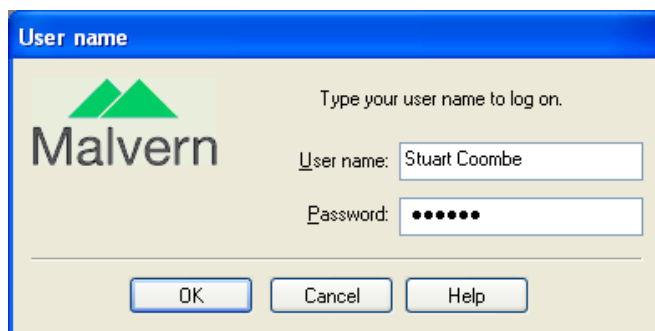 User name
Type your user name to log on.
Malvern
User name: Stuart Coombe
Password: ●●●●●●
OK Cancel Help